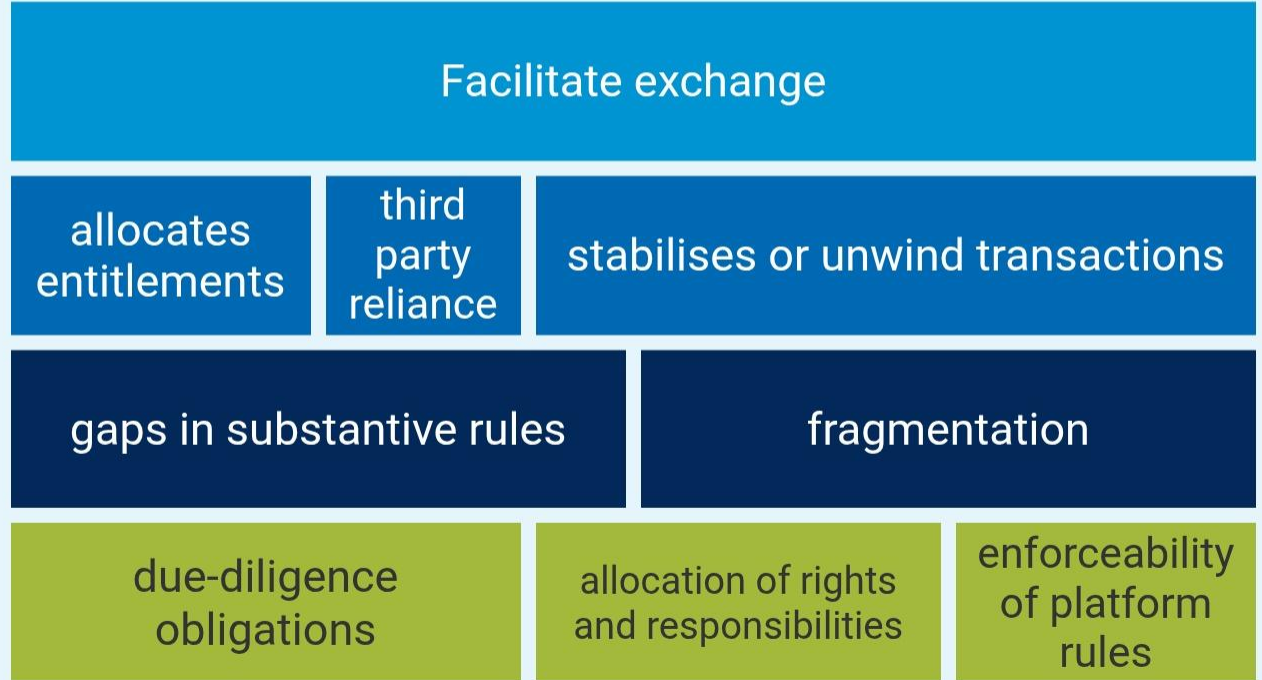 Facilitate exchange
allocates
entitlements
third
party
reliance
stabilises or unwind transactions
gaps in substantive rules
fragmentation
due-diligence
obligations
allocation of rights
and responsibilities
enforceability
of platform
rules